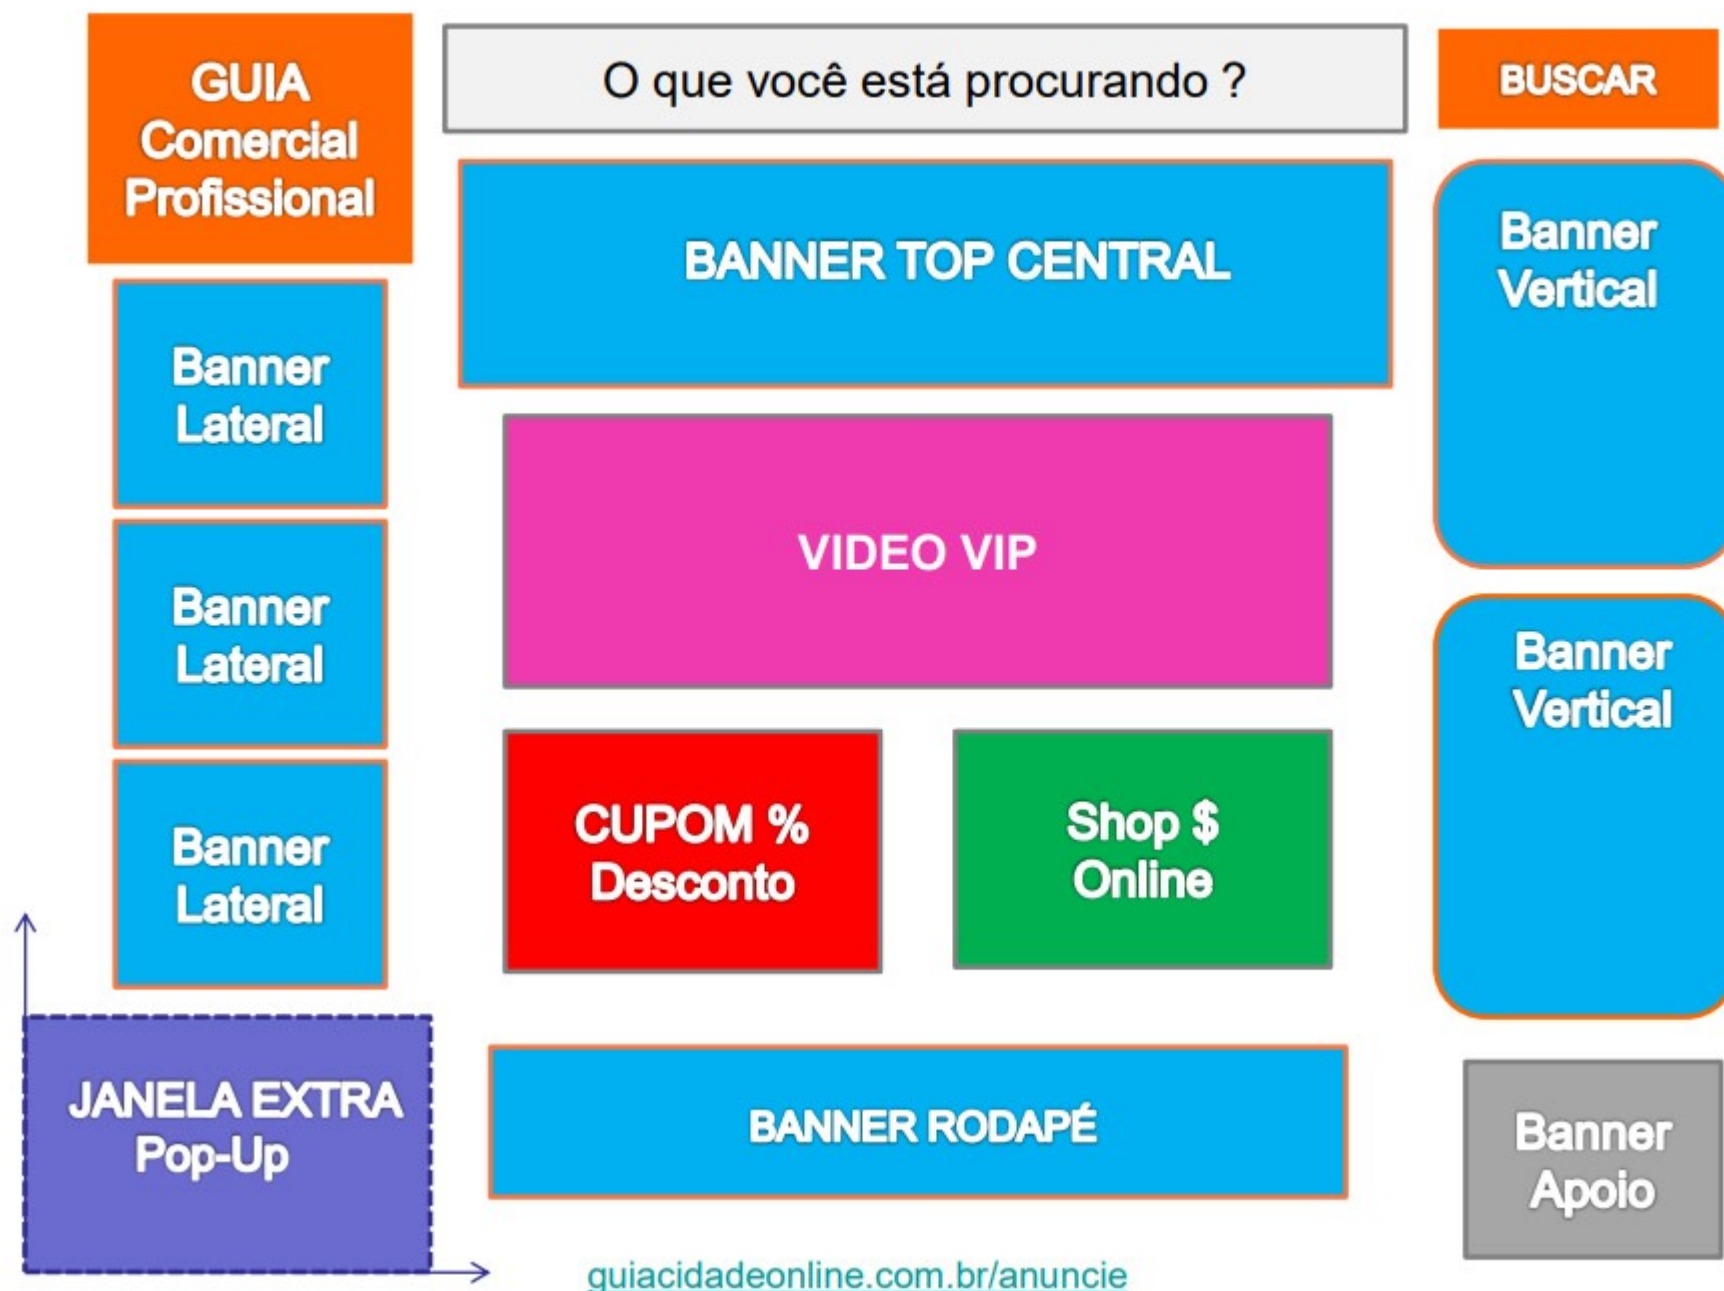 GUIA
Comercial
Profissional
O que você está procurando ?
BUSCAR
BANNER TOP CENTRAL
Banner
Vertical
Banner
Lateral
VIDEO VIP
Banner
Lateral
Banner
Vertical
CUPOM %
Desconto
Shop $
Online
Banner
Lateral
JANELA EXTRA
Pop-Up
BANNER RODAPÉ
Banner
Apoio
guiacidadeonline.com.br/anuncie